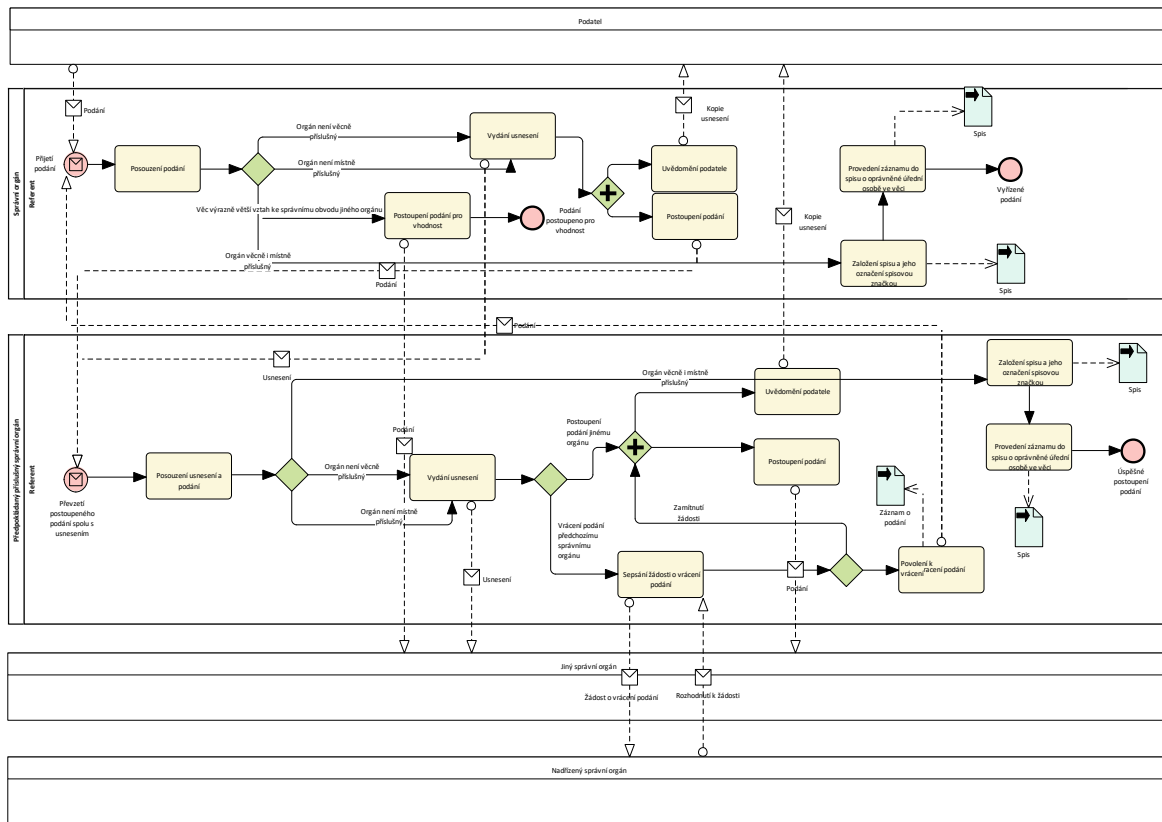 Podatel
Správní orgán
Referent
Podání
Přijetí
podání
Posouzení podání
Orgán není věcně
příslušný
Orgán není místně
příslušný
Věc výrazně větší vztah ke správnímu obvodu jiného orgánu
Orgán věcně i místně
příslušný
Vydání usnesení
Postoupení podání pro
vhodnost
Podání
postoupeno pro
vhodnost
Podání
Kopie
usnesení
Uvědomění podatele
Postoupení podání
Kopie
usnesení
Provedení záznamu do
spisu o oprávněné úřední
osobě ve věci
Spis
Vyřízené
podání
Založení spisu a jeho
označení spisovou
značkou
Spis
Podání
Usnesení
Předpokládaný příslušný správní orgán
Referent
Převzetí
postoupeného
podání spolu s
usnesením
Posouzení usnesení a
podání
Orgán věcně i místně
příslušný
Orgán není věcně
příslušný
Orgán není místně
příslušný
Podání
Vydání usnesení
Usnesení
Postoupení
podání jinému
orgánu
Vrácení podání
předchozímu
správnímu
orgánu
Uvědomění podatele
Postoupení podání
Zamítnutí
žádosti
Sepsání žádosti o vrácení
podání
Podání
Záznam o
podání
Povolení k
vrácení
racení podání
Založení spisu a jeho
označení spisovou
značkou
Spis
Provedení záznamu do
spisu o oprávněné úřední
osobě ve věci
Spis
Úspěšné
postoupení
podání
Jiný správní orgán
Žádost o vrácení podání
Rozhodnutí k žádosti
Nadřízený správní orgán